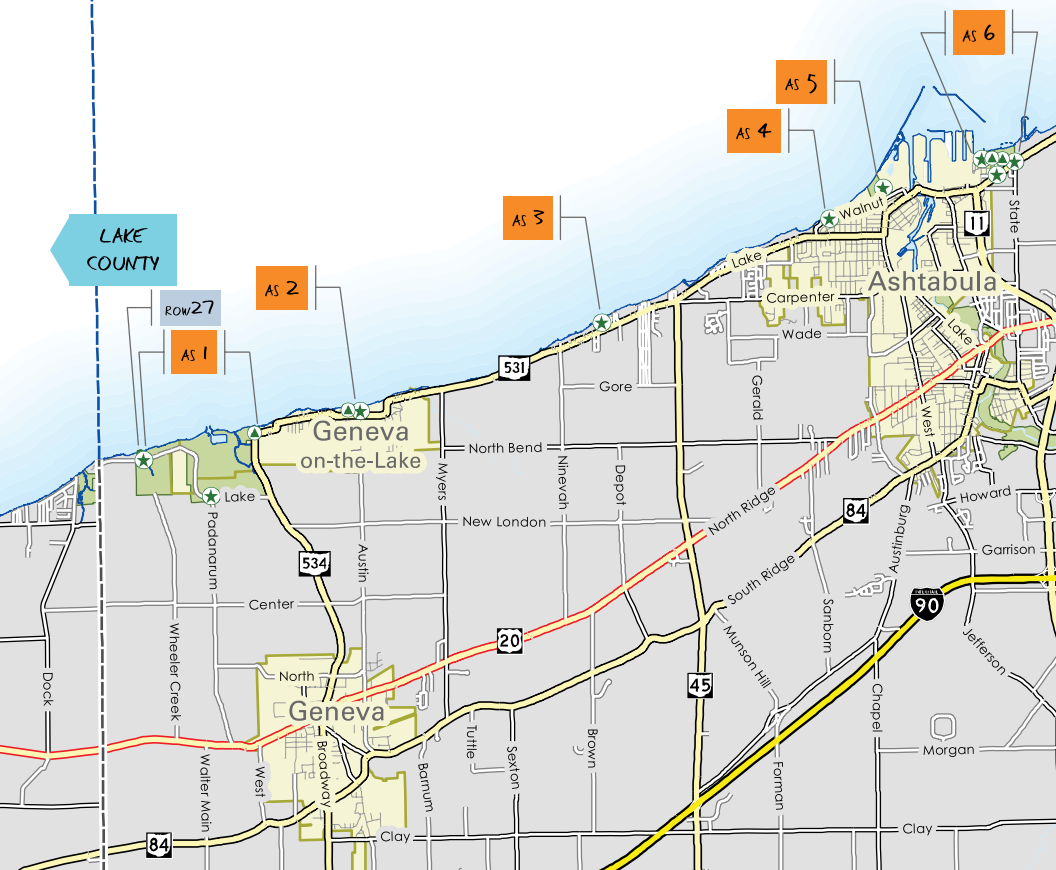 AS 6
AS 5
AS 4
AS 3
Walnut
11
State
LAKE
COUNTY
Lake
Ashtabula
AS 2
ROW27
Carpenter
AS 1
Wade
Lake
531
Gore
Gerald
Geneva
on-the-Lake
West
North Bend
Myers
Ninevah
Depot
Lake
North Ridge
Howard
84
New London
Padanarum
Austin
Austinburg
Garrison
534
South Ridge
Center
INTERSTATE
90
Wheeler Creek
20
Sanborn
Munson Hill
Jefferson
North
Dock
45
Geneva
Chapel
Tuttle
Brown
Morgan
Sexton
Broadway
West
Walter Main
Barnum
Forman
Clay
Clay
84